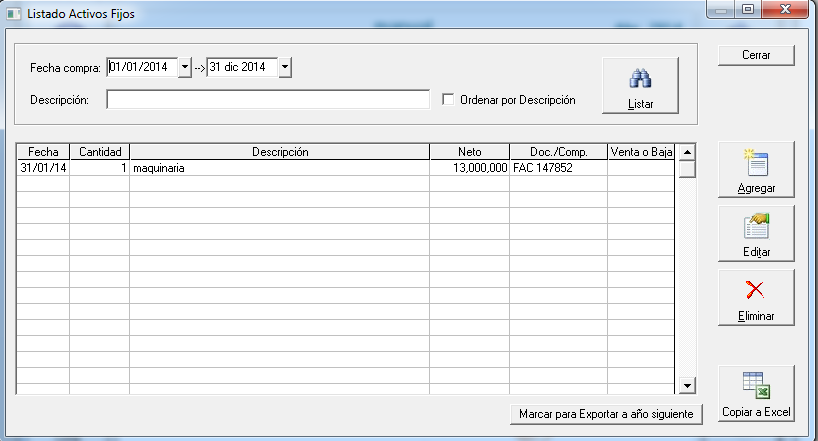 Listado Activos Fijos
Fecha compra: 01/01/2014 --> 31 dic 2014
Descripción:
Ordenar por Descripción
Listar
Cerrar
Fecha Cantidad Descripción Neto Doc./Comp. Venta o Baja
31/01/14 1 maquinaria 13,000,000 FAC 147852
Agregar
Editar
Eliminar
Copiar a Excel
Marcar para Exportar a año siguiente